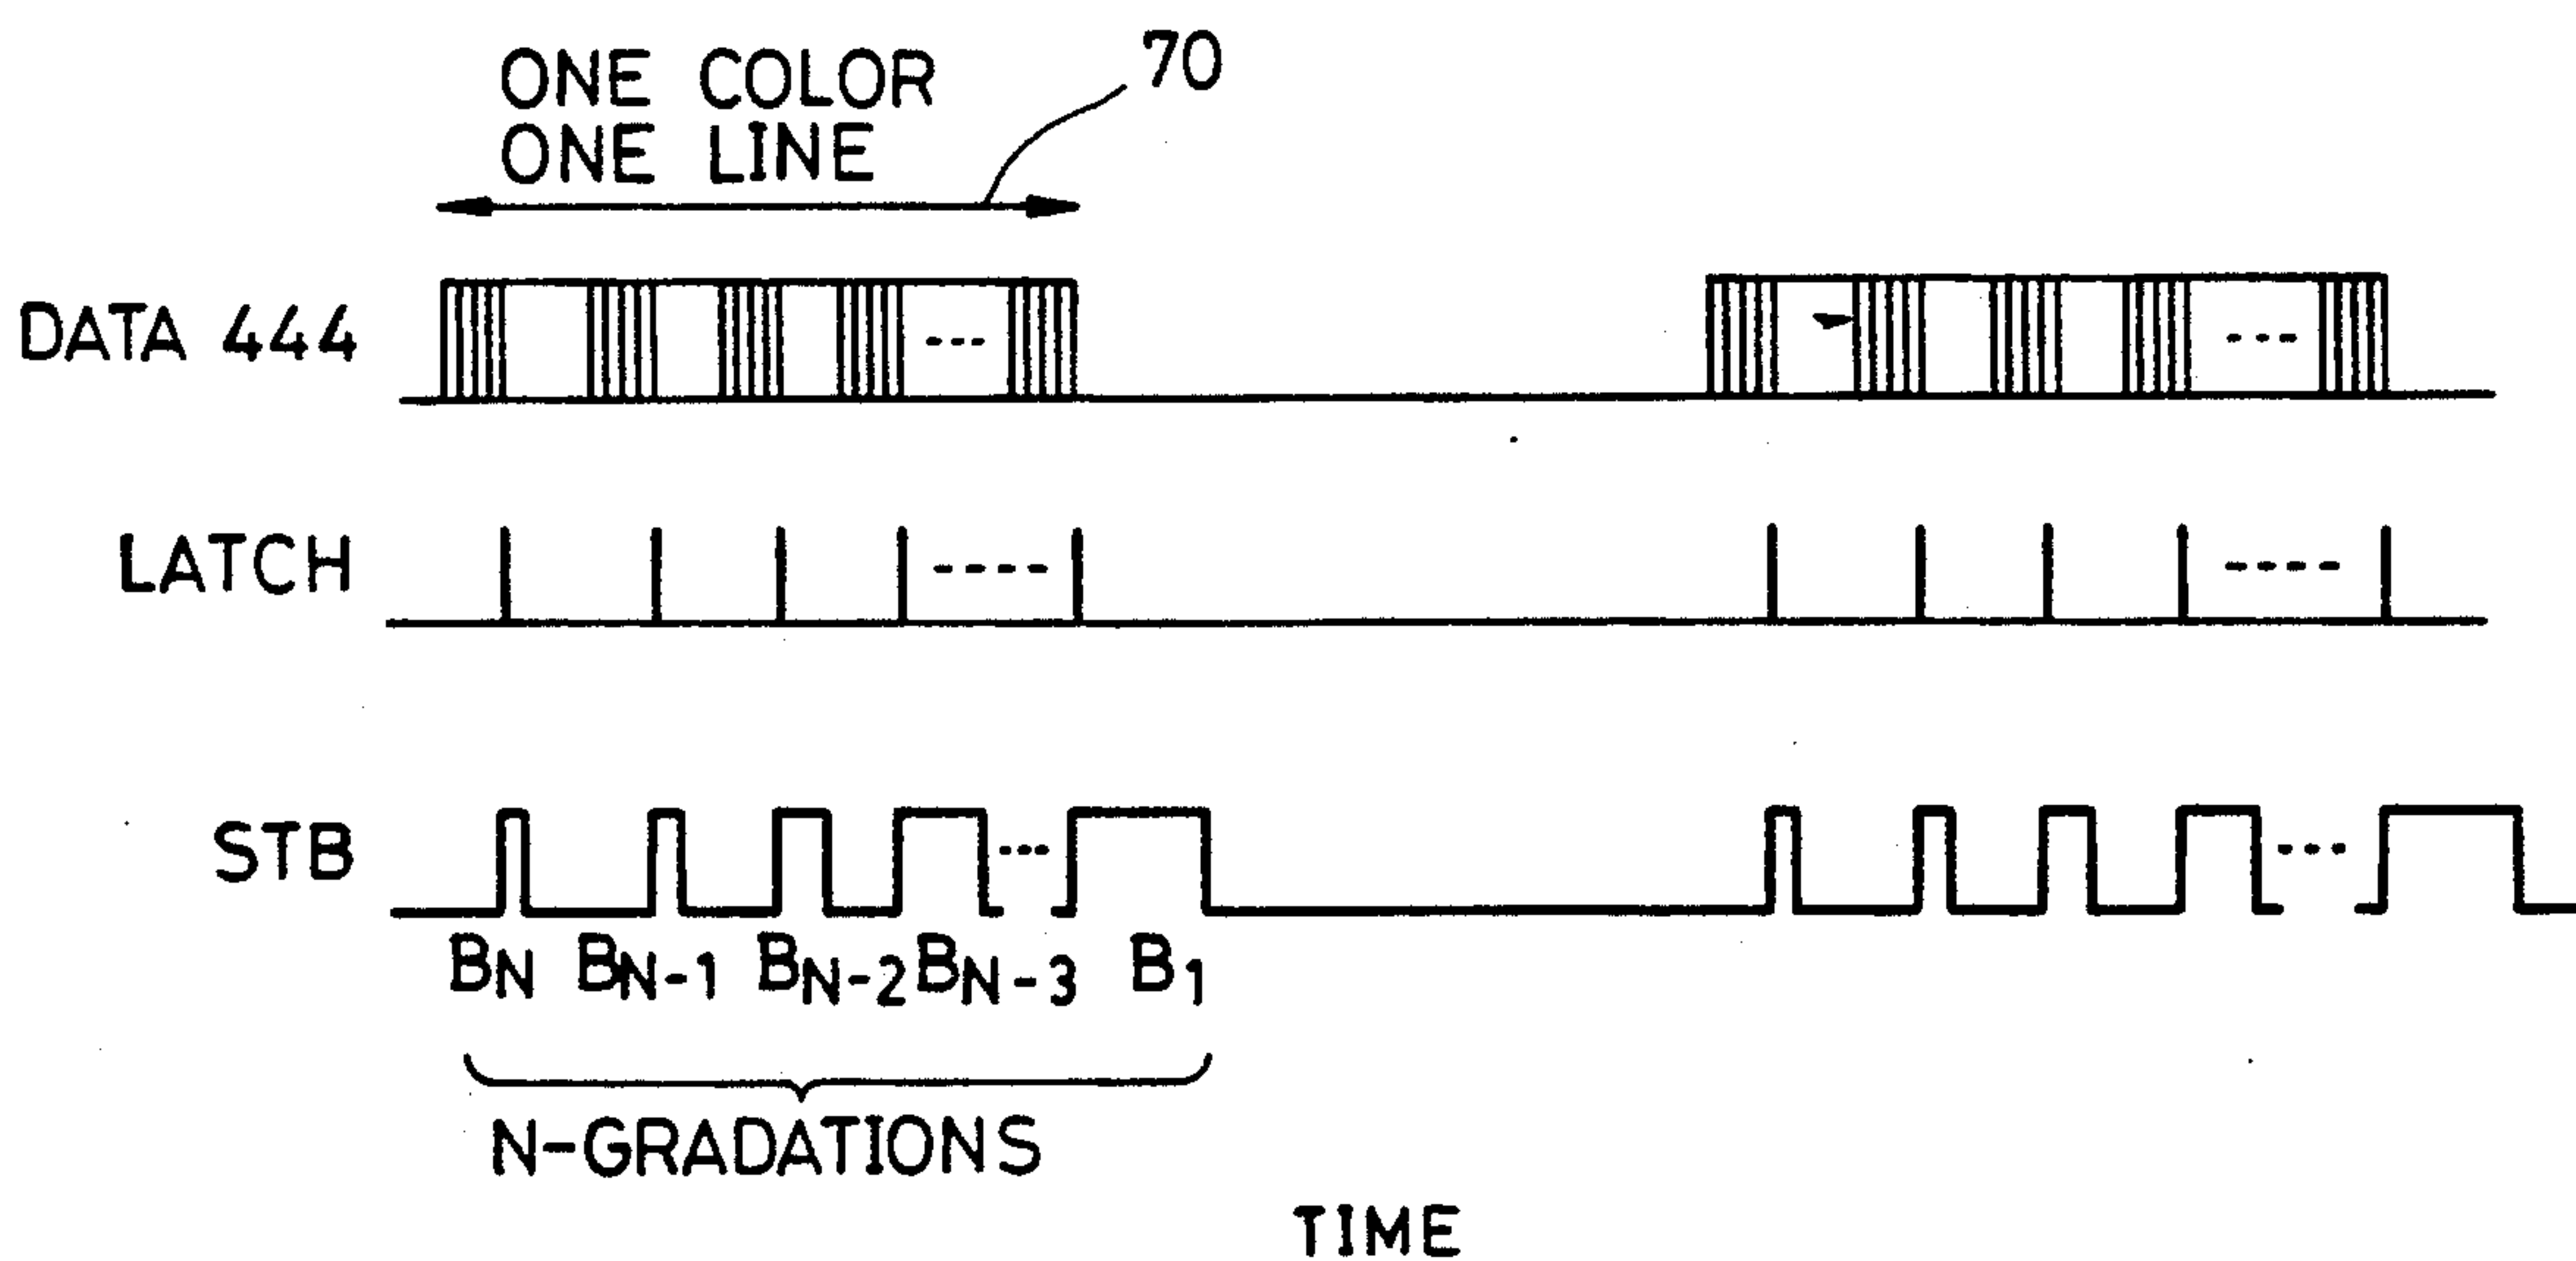 ONE COLOR
ONE LINE
70
DATA 444
LATCH
STB
BN BN-1 BN-2 BN-3 B1
N-GRADATIONS
TIME